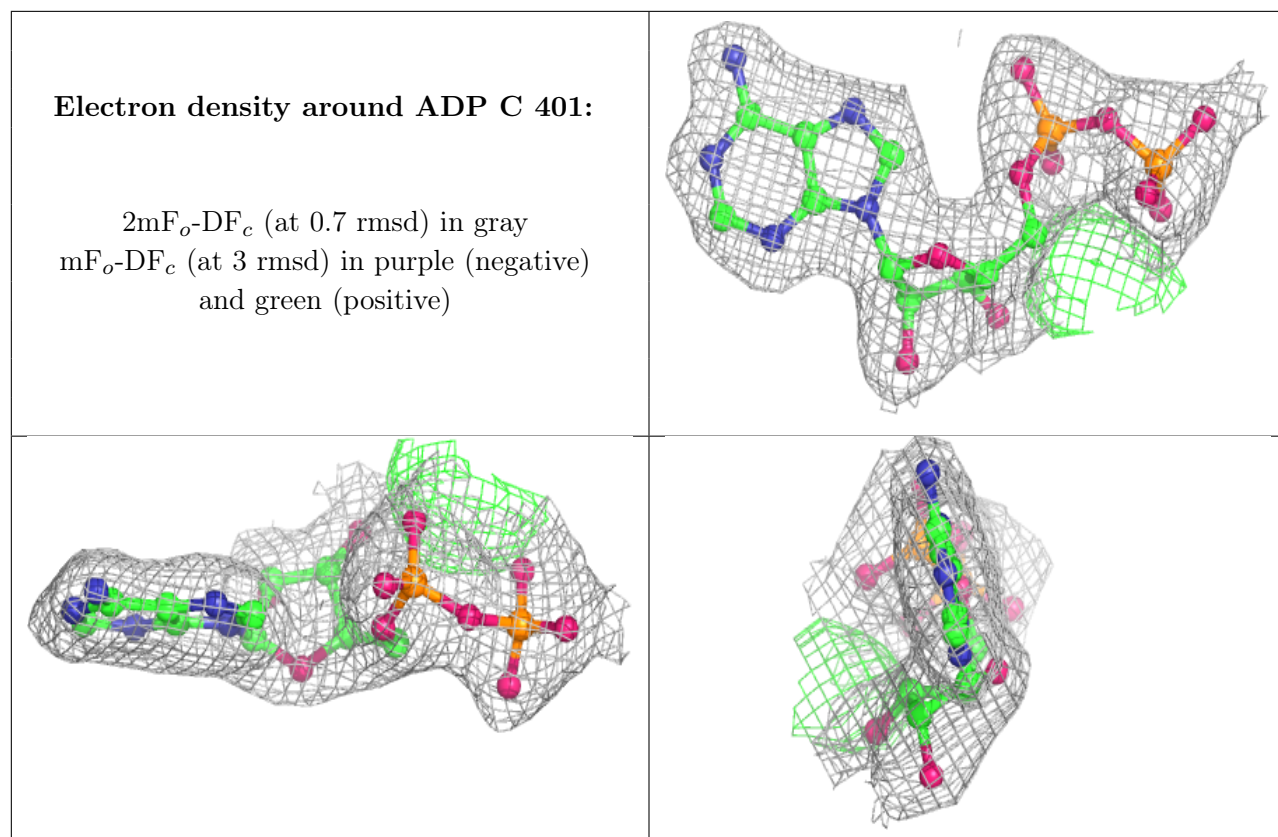 Electron density around ADP C 401:
2mFo-DFc (at 0.7 rmsd) in gray
mFo-DFc (at 3 rmsd) in purple (negative)
and green (positive)